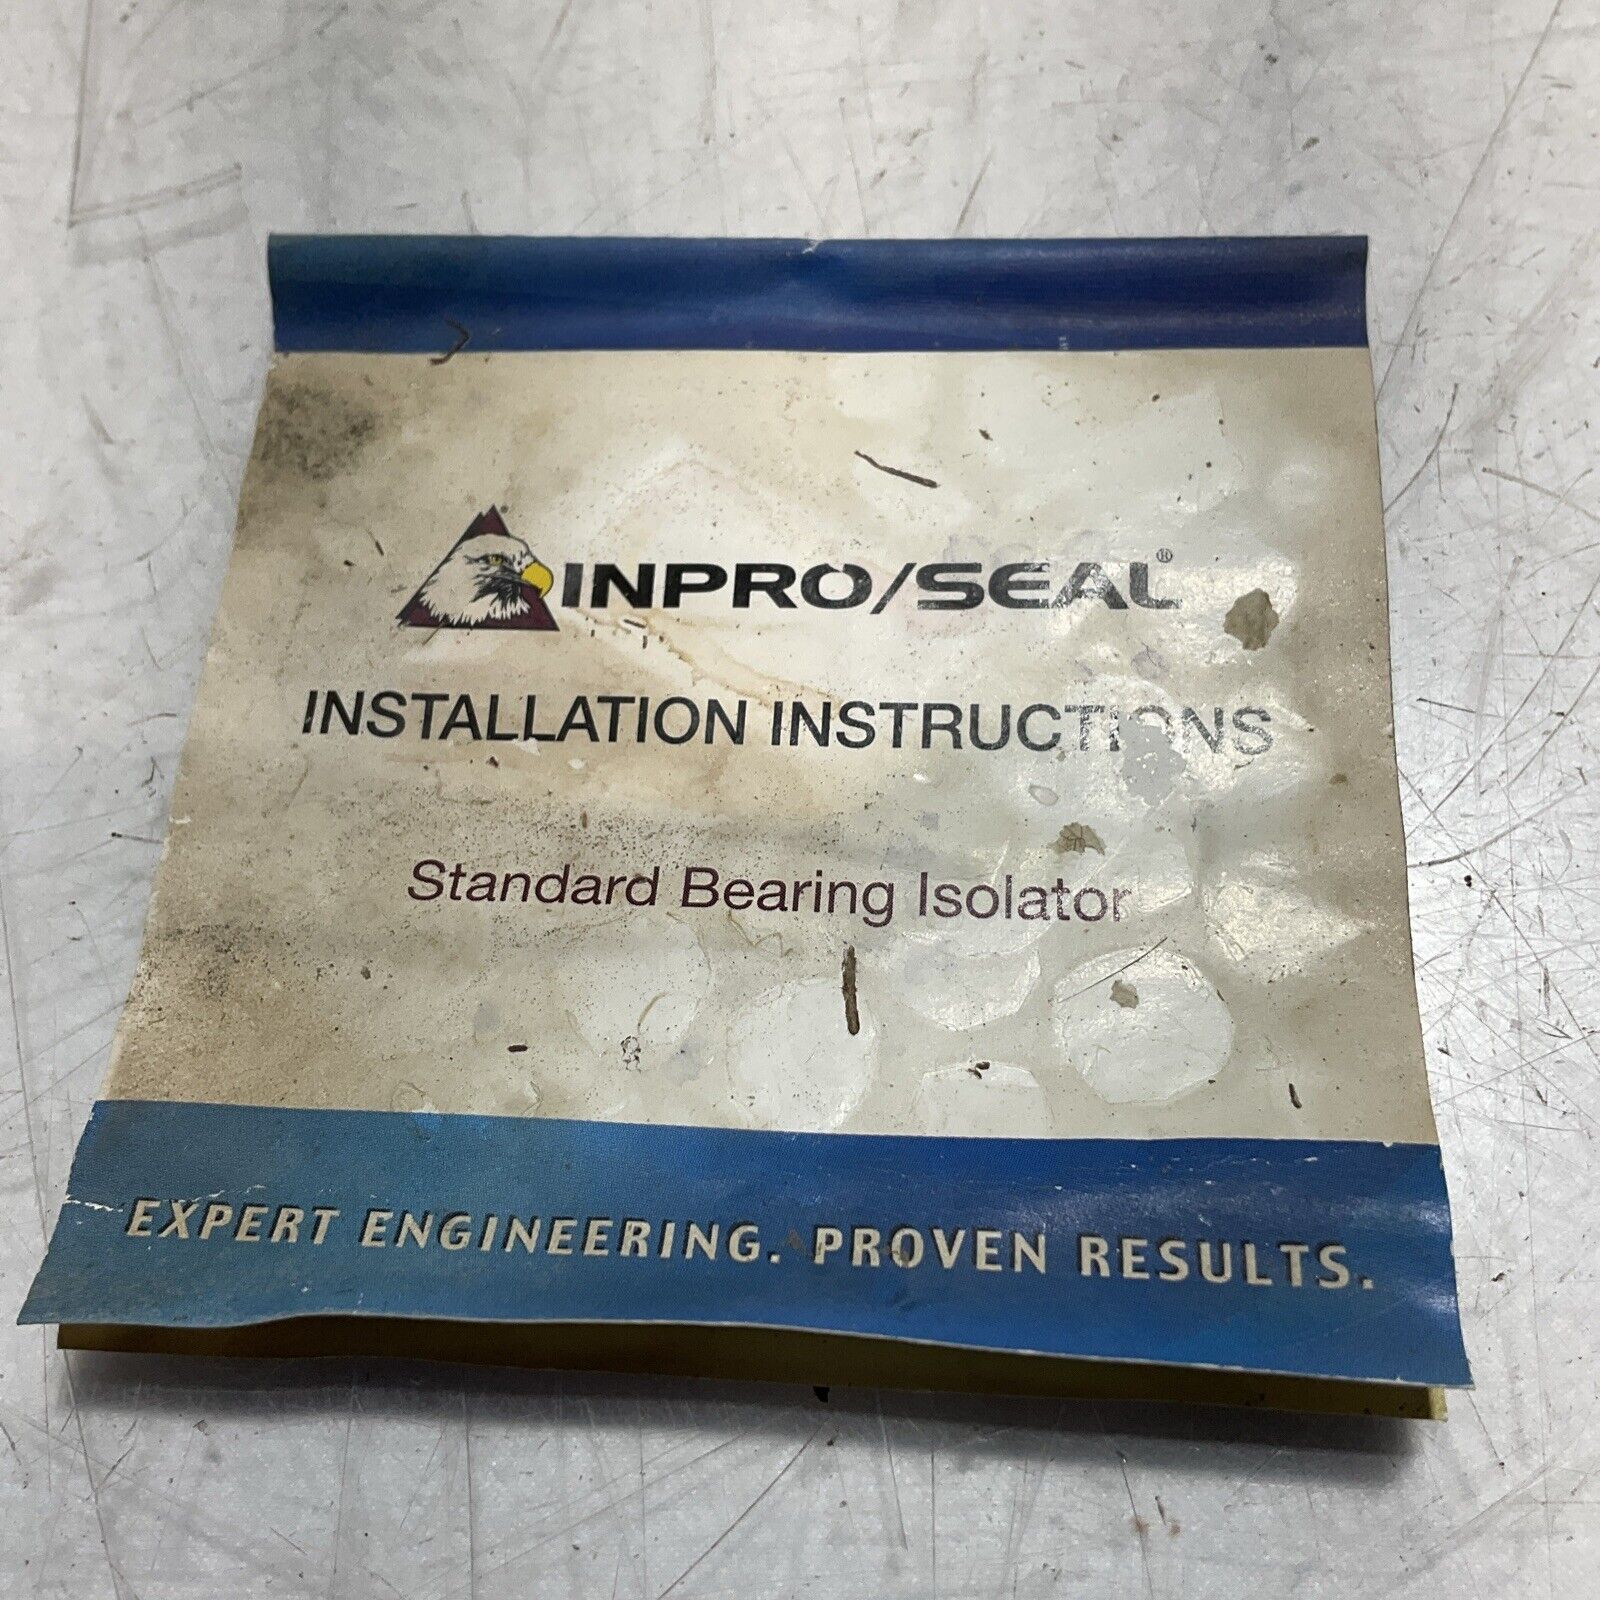 INPRO/SEAL®
INSTALLATION INSTRUCTIONS
Standard Bearing Isolator
EXPERT ENGINEERING. PROVEN RESULTS.